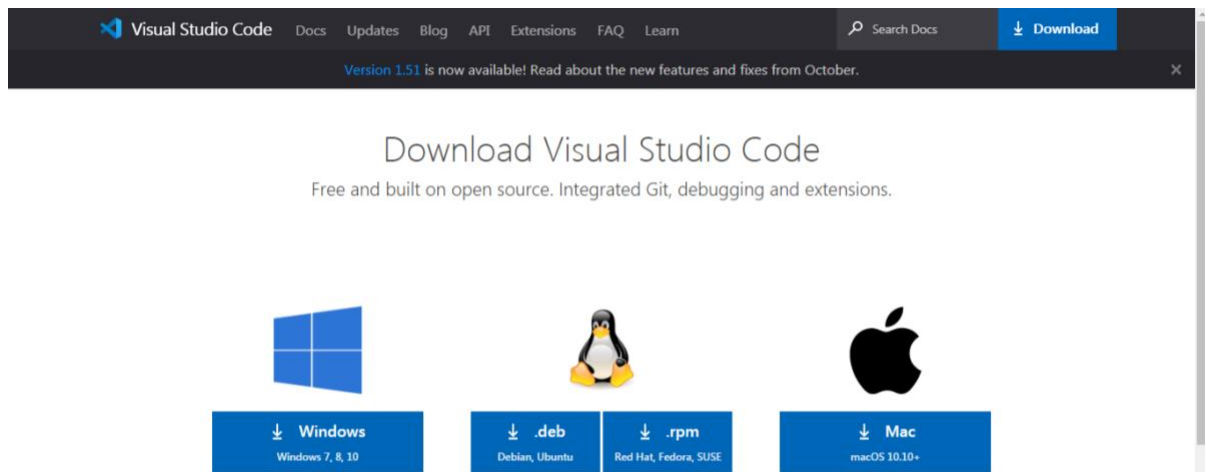 Visual Studio Code Docs Updates Blog API Extensions FAQ Learn Search Docs Download
Version 1.51 is now available! Read about the new features and fixes from October.
Download Visual Studio Code
Free and built on open source. Integrated Git, debugging and extensions.
Windows
Windows 7, 8, 10
.deb
Debian, Ubuntu
.rpm
Red Hat, Fedora, SUSE
Mac
macOS 10.10+